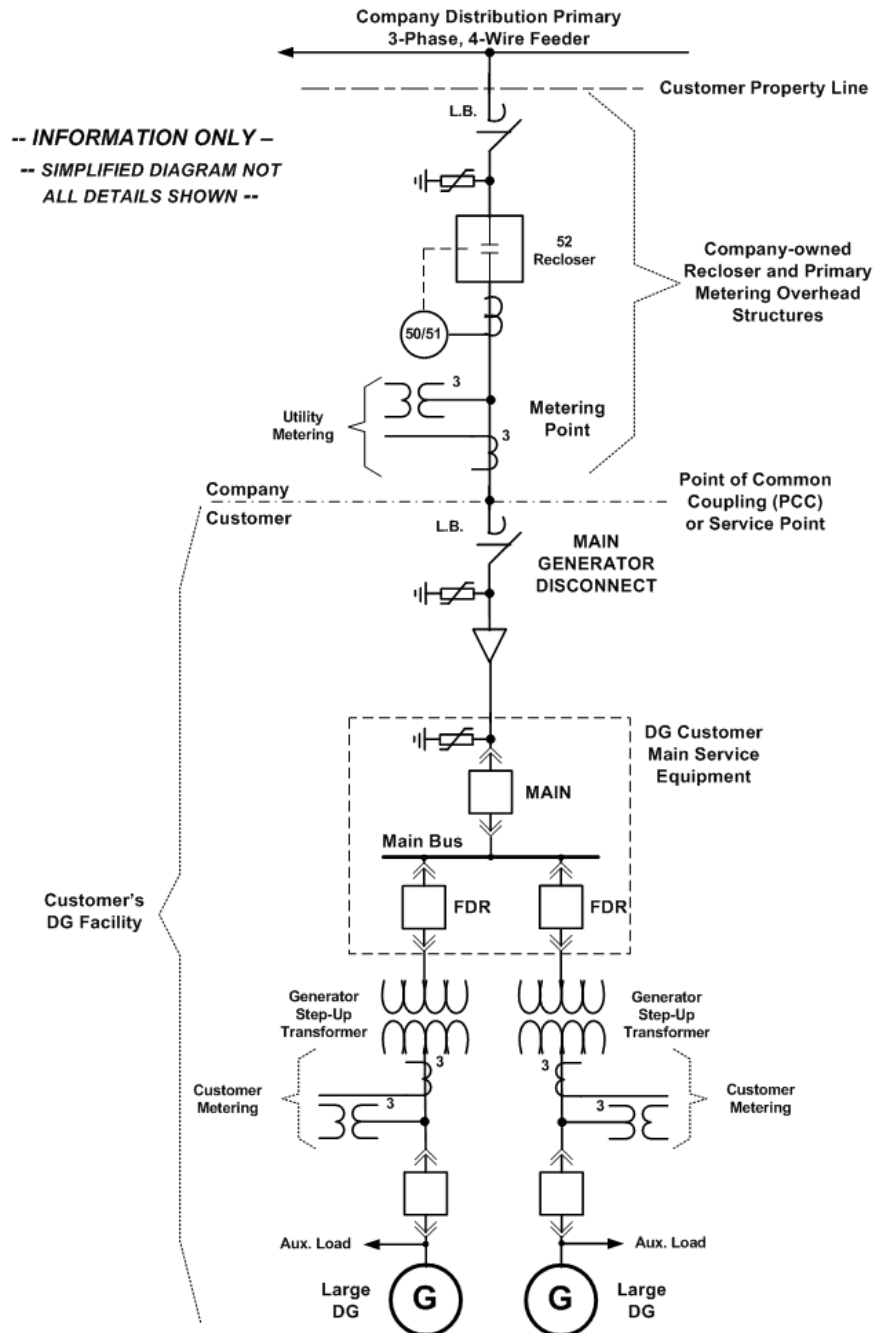 Company Distribution Primary
3-Phase, 4-Wire Feeder
Customer Property Line
L.B.
-- INFORMATION ONLY –
-- SIMPLIFIED DIAGRAM NOT
ALL DETAILS SHOWN --
52
Recloser
Company-owned
Recloser and Primary
Metering Overhead
Structures
50/51
3
Utility
Metering
Metering
Point
3
Company
Customer
Point of Common
Coupling (PCC)
or Service Point
L.B.
MAIN
GENERATOR
DISCONNECT
DG Customer
Main Service
Equipment
MAIN
Main Bus
FDR
FDR
Customer's
DG Facility
Generator
Step-Up
Transformer
Generator
Step-Up
Transformer
3
3
Customer
Metering
Customer
Metering
3
3
Aux. Load
Aux. Load
Large
DG
G
G
Large
DG